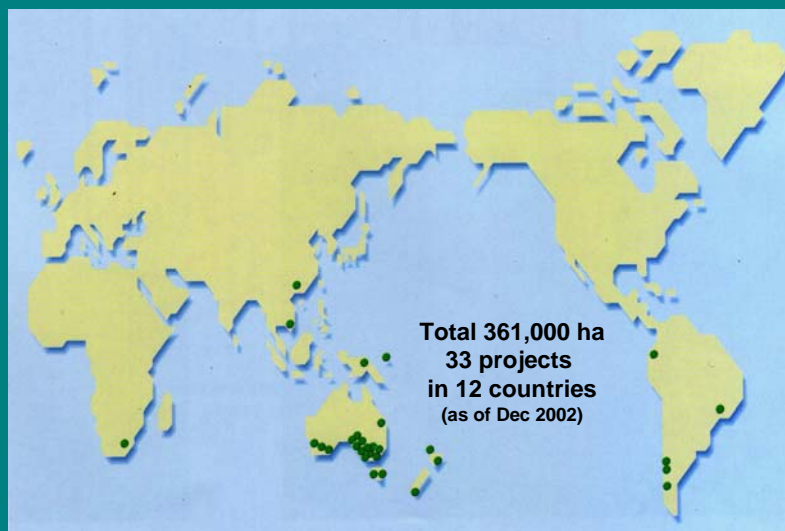 Total 361,000 ha
33 projects
in 12 countries
(as of Dec 2002)